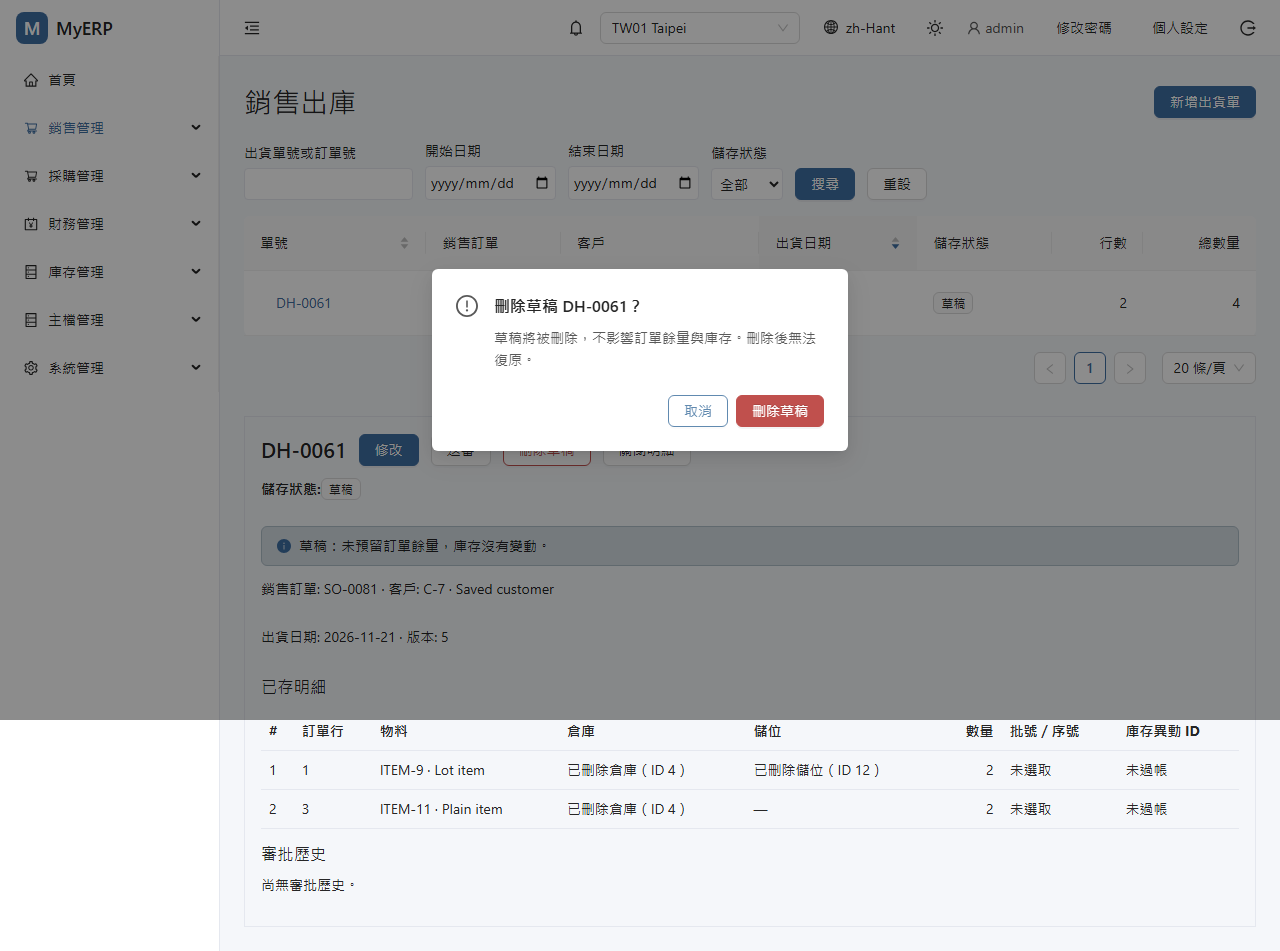 M MyERP
TW01 Taipei
zh-Hant
admin
修改密碼
個人設定
首頁
銷售管理
採購管理
財務管理
庫存管理
主檔管理
系統管理
銷售出庫
新增出貨單
出貨單號或訂單號
開始日期
結束日期
儲存狀態
yyyy/mm/dd
yyyy/mm/dd
全部
搜尋
重設
單號 銷售訂單 客戶 出貨日期 儲存狀態 行數 總數量
DH-0061 草稿 2 4
刪除草稿 DH-0061？
草稿將被刪除，不影響訂單餘量與庫存。刪除後無法
復原。
取消 刪除草稿
< 1 > 20 條/頁
DH-0061 修改 送審 刪除草稿 關閉明細
儲存狀態: 草稿
草稿：未預留訂單餘量，庫存沒有變動。
銷售訂單: SO-0081 · 客戶: C-7 · Saved customer
出貨日期: 2026-11-21 · 版本: 5
已存明細
# 訂單行 物料 倉庫 儲位 數量 批號 / 序號 庫存異動 ID
1 1 ITEM-9 · Lot item 已刪除倉庫（ID 4） 已刪除儲位（ID 12） 2 未選取 未過帳
2 3 ITEM-11 · Plain item 已刪除倉庫（ID 4） — 2 未選取 未過帳
審批歷史
尚無審批歷史。